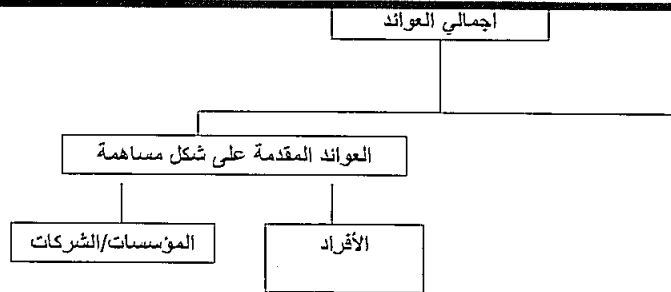 اجمالي العوائد
العوائد المقدمة على شكل مساهمة
الأفراد
المؤسسات/الشركات